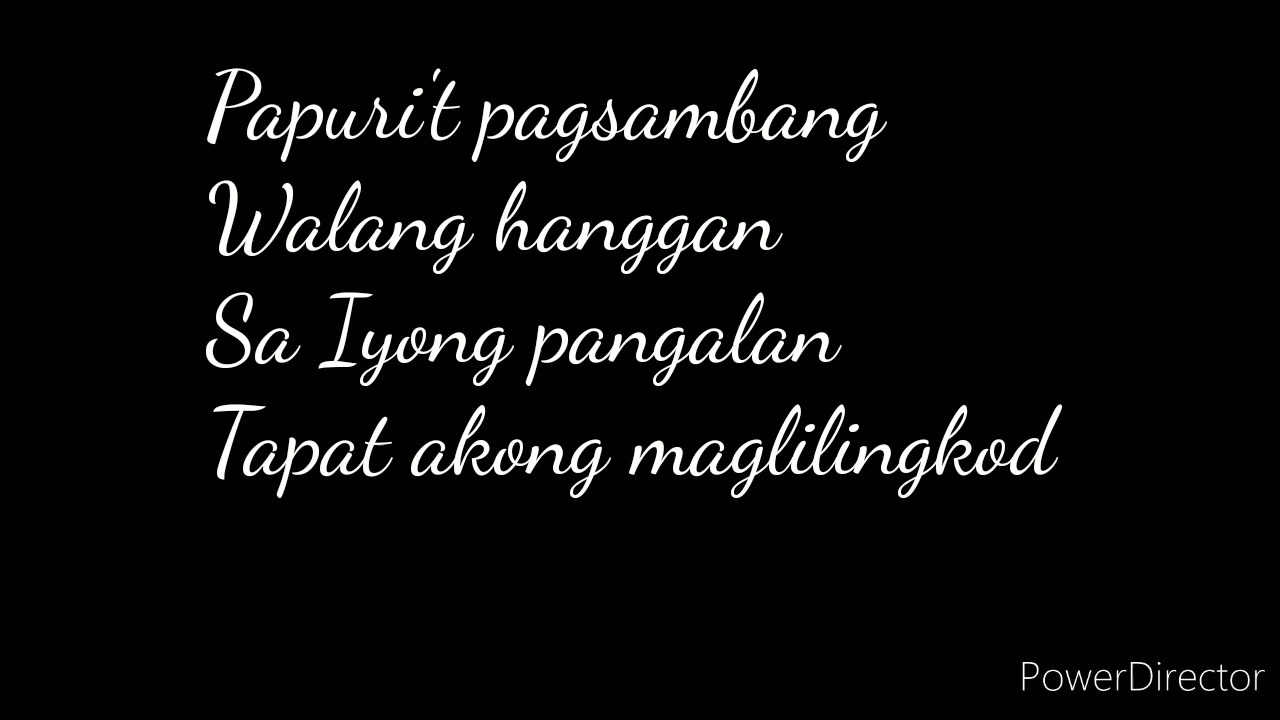 Papuri't pagsambang
Walang hanggan
Sa Iyong pangalan
Tapat akong maglilingkod
PowerDirector